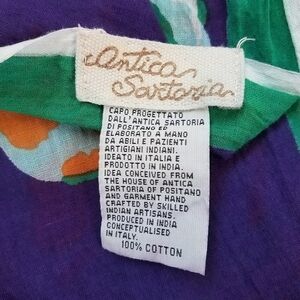 Antica
Sartoria
CAPO PROGETTATO
DALL'ANTICA SARTORIA
DI POSITANO ED
ELABORATO A MANO
DA ABILI E PAZIENTI
ARTIGIANI INDIANI.
IDEATO IN ITALIA E
PRODOTTO IN INDIA.
IDEA CONCEIVED FROM
THE HOUSE OF ANTICA
SARTORIA OF POSITANO
AND GARMENT HAND
CRAFTED BY SKILLED
INDIAN ARTISANS.
PRODUCED IN INDIA
CONCEPTUALISED
IN ITALY.
100% COTTON